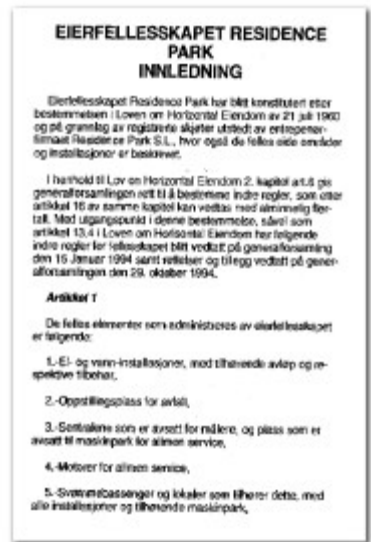 EIERFELLESSKAPET RESIDENCE
PARK
INNLEDNING
Eierfellesskapet Residence Park har blitt konstituert etter
bestemmelsen i Loven om Horizontal Eiendom av 21 juli 1960
og på grunnlag av registrerte skjøter utstedt av entrepenør-
firmaet Residence Park S.L., hvor også de felles eide områder
og installasjoner er beskrevet.
I henhold til Lov om Horizontal Eiendom 2. kapitel art.6 gis
generalforsamlingen rett til å bestemme indre regler, som etter
artikkel 16 av samme kapitel kan vedtas med alminnelig fler-
tall. Med utgangspunkt i denne bestemmelse, såvel som
artikkel 13,4 i Loven om Horisontal Eiendom har følgende
indre regler for fellesskapet blitt vedtatt på generalforsamling
den 15 Januar 1994 samt rettelser og tillegg vedtatt på gener-
alforsamlingen den 29. oktober 1994.
Artikkel 1
De felles elementer som administreres av eierfellesskapet
er følgende:
1.-El- og vann-installasjoner, med tilhørende avløp og re-
spektive tilbehør,
2.-Oppstillingsplass for avfall,
3.-Sentralene som er avsatt for målere, og plass som er
avsatt til maskinpark for allmen service,
4.-Motorer for allmen service,
5.-Svømmebassenger og lokaler som tilhører dette, med
alle installasjoner og tilhørende maskinpark,